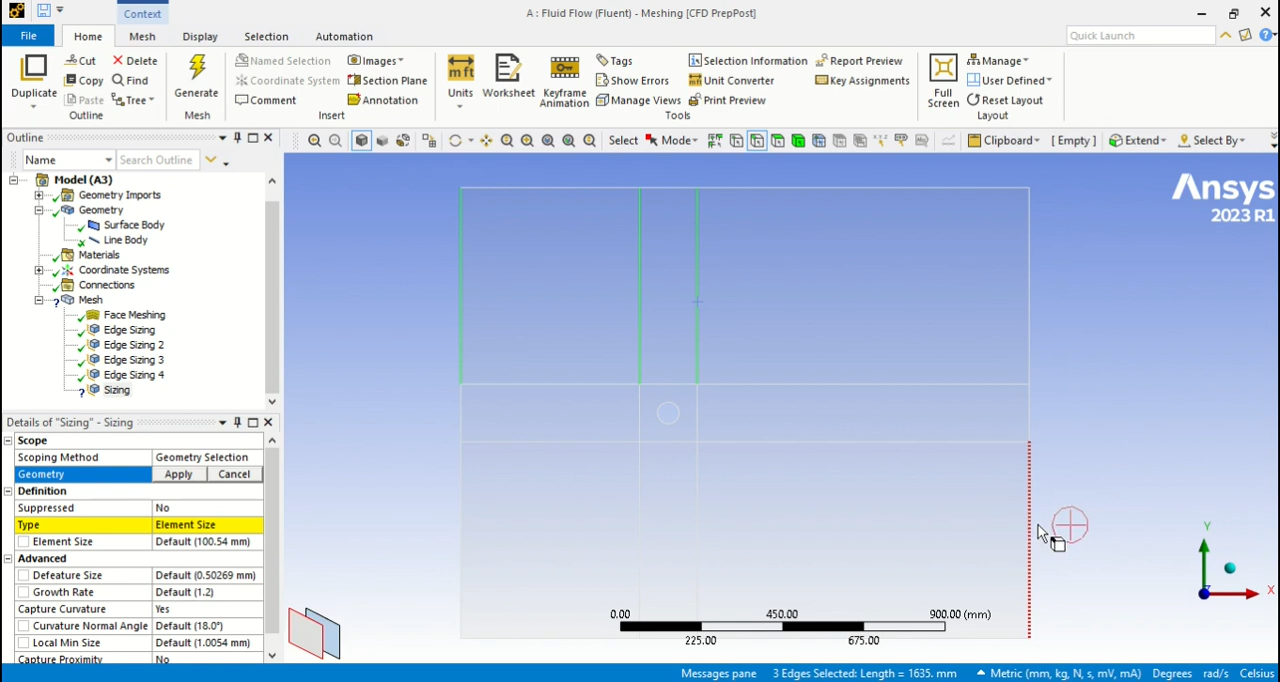 Context
A : Fluid Flow (Fluent) - Meshing [CFD PrepPost]
File Home Mesh Display Selection Automation Quick Launch
Duplicate Cut Delete
Copy Find
Paste Tree
Outline
Generate
Mesh
Named Selection Images
Coordinate System Section Plane
Comment Annotation
Insert
Units Worksheet Keyframe Animation
Tags Selection Information Report Preview
Show Errors Unit Converter Key Assignments
Manage Views Print Preview
Tools
Full Screen
Manage
User Defined
Reset Layout
Layout
Outline
Select Mode Clipboard [ Empty ] Extend Select By
Name Search Outline
Model (A3)
Geometry Imports
Geometry
Surface Body
Line Body
Materials
Coordinate Systems
Connections
Mesh
Face Meshing
Edge Sizing
Edge Sizing 2
Edge Sizing 3
Edge Sizing 4
Sizing
Details of "Sizing" - Sizing
Scope
Scoping Method Geometry Selection
Geometry Apply Cancel
Definition
Suppressed No
Type Element Size
Element Size Default (100.54 mm)
Advanced
Defeature Size Default (0.50269 mm)
Growth Rate Default (1.2)
Capture Curvature Yes
Curvature Normal Angle Default (18.0°)
Local Min Size Default (1.0054 mm)
Capture Proximity No
Ansys
2023 R1
0.00 450.00 900.00 (mm)
225.00 675.00
Y
X
Messages pane 3 Edges Selected: Length = 1635. mm Metric (mm, kg, N, s, mV, mA) Degrees rad/s Celsius